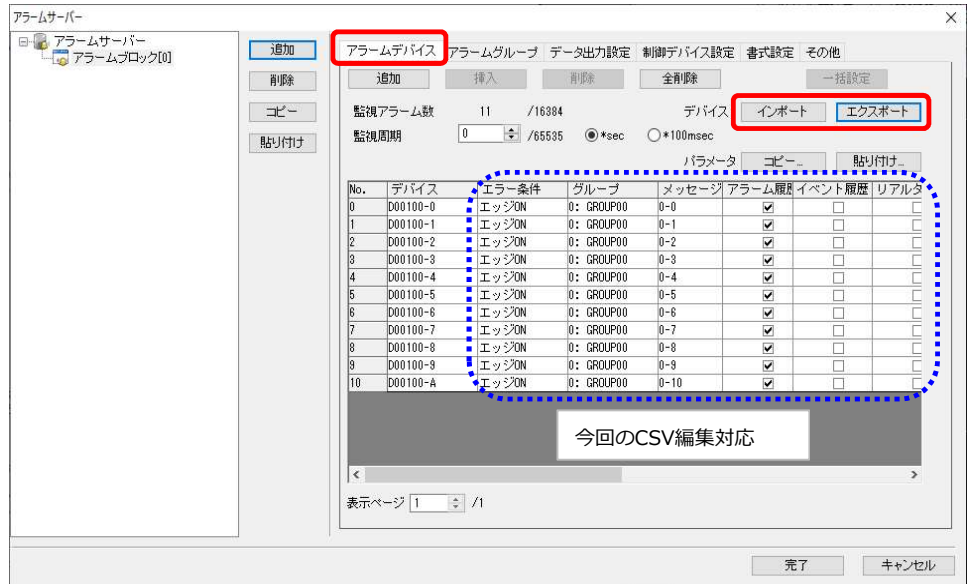 アラームサーバー
アラームサーバー
アラームブロック[0]
追加
削除
コピー
貼り付け
アラームデバイス アラームグループ データ出力設定 制御デバイス設定 書式設定 その他
追加 挿入 削除 全削除 一括設定
監視アラーム数 11 /16384 デバイス インポート エクスポート
監視周期 0 /65535 *sec *100msec
パラメータ コピー... 貼り付け...
No. デバイス エラー条件 グループ メッセージ アラーム履歴 イベント履歴 リアルタ
0 D00100-0 エッジON 0: GROUP00 0-0
1 D00100-1 エッジON 0: GROUP00 0-1
2 D00100-2 エッジON 0: GROUP00 0-2
3 D00100-3 エッジON 0: GROUP00 0-3
4 D00100-4 エッジON 0: GROUP00 0-4
5 D00100-5 エッジON 0: GROUP00 0-5
6 D00100-6 エッジON 0: GROUP00 0-6
7 D00100-7 エッジON 0: GROUP00 0-7
8 D00100-8 エッジON 0: GROUP00 0-8
9 D00100-9 エッジON 0: GROUP00 0-9
10 D00100-A エッジON 0: GROUP00 0-10
今回のCSV編集対応
表示ページ 1 /1
完了 キャンセル